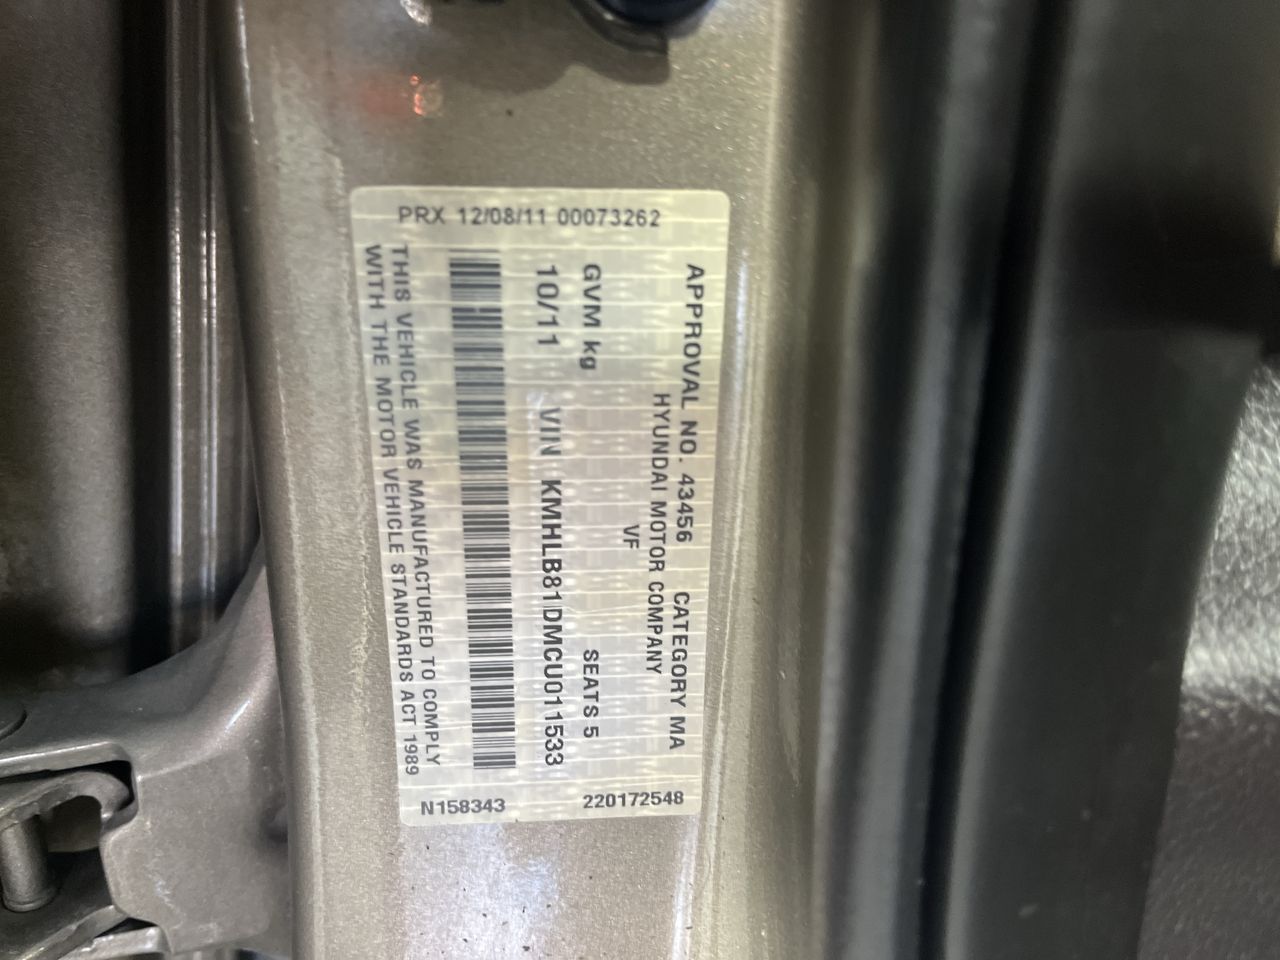 PRX 12/08/11 00073262
APPROVAL NO. 43456 CATEGORY MA
HYUNDAI MOTOR COMPANY
VF
GVM kg SEATS 5
10/11 VIN KMHLB81DMCU011533
THIS VEHICLE WAS MANUFACTURED TO COMPLY
WITH THE MOTOR VEHICLE STANDARDS ACT 1989
N158343 220172548